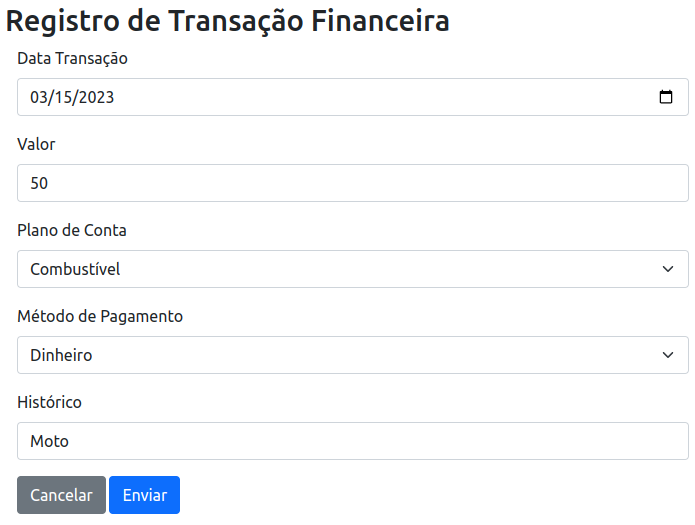 Registro de Transação Financeira
Data Transação
03/15/2023
Valor
50
Plano de Conta
Combustível
Método de Pagamento
Dinheiro
Histórico
Moto
Cancelar Enviar